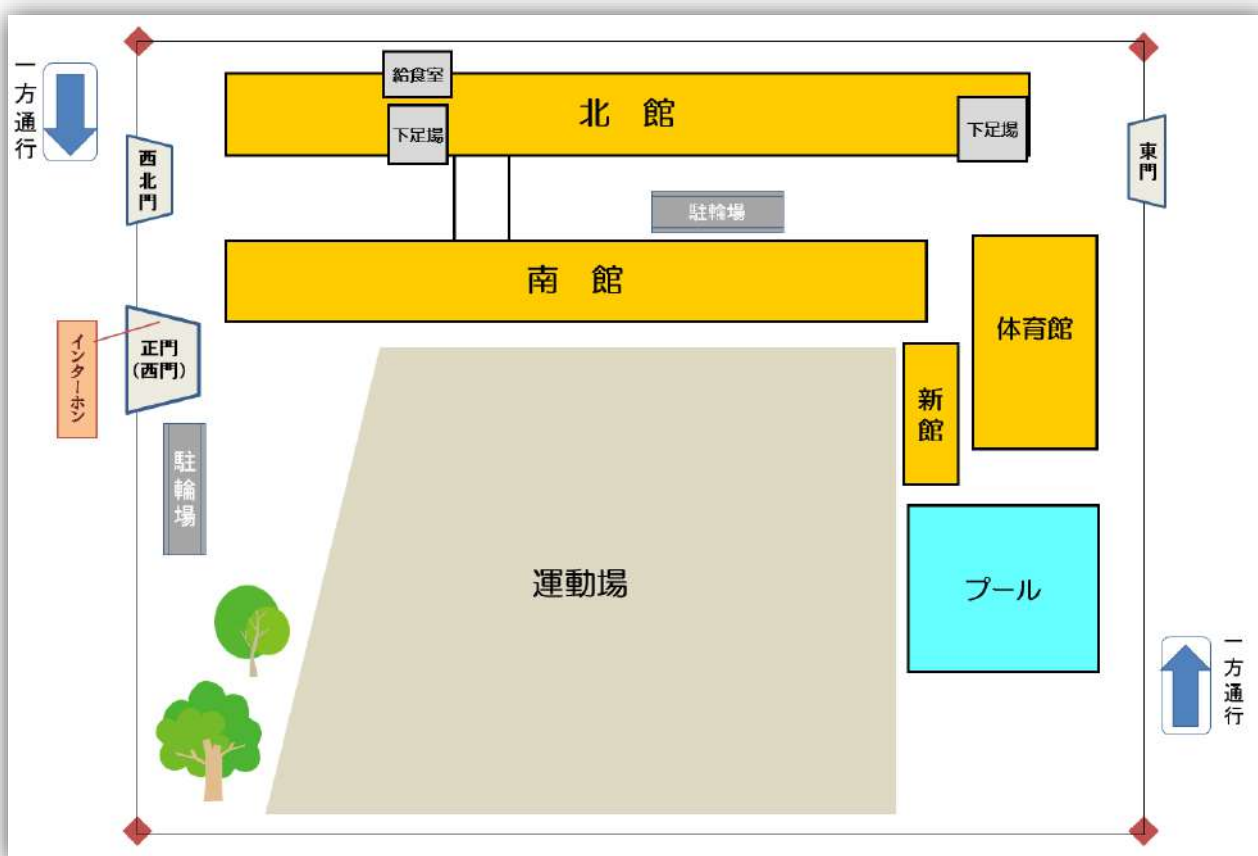 一方通行
給食室
北 館
下足場
下足場
西北門
東門
駐輪場
南 館
体育館
インターホン
正門
(西門)
新館
駐輪場
運動場
プール
一方通行